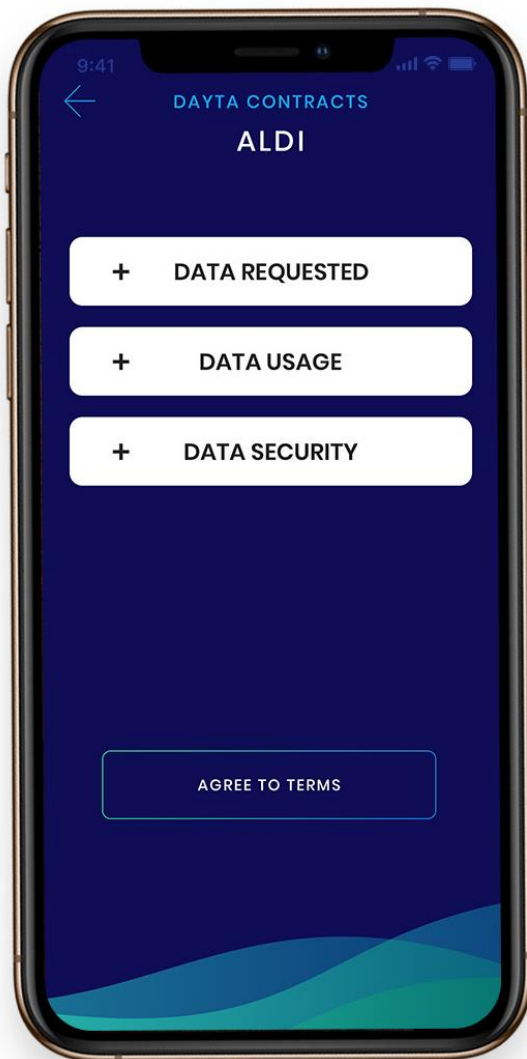 9:41
DAYTA CONTRACTS
ALDI
+ DATA REQUESTED
+ DATA USAGE
+ DATA SECURITY
AGREE TO TERMS